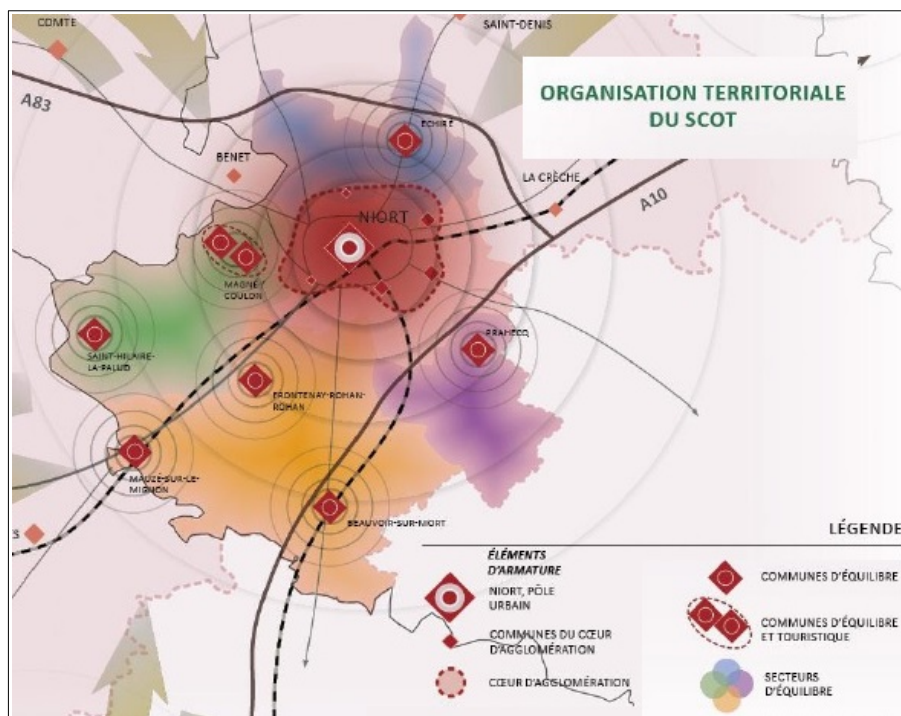 COMTE
SAINT-DENIS
ORGANISATION TERRITORIALE
DU SCOT
A83
ÉCHIRÉ
BENET
LA CRÈCHE
A10
NIORT
MAGNÉ/
COULON
PRAHECQ
SAINT-HILAIRE-
LA-PALUD
FRONTENAY-ROHAN-
ROHAN
MAUZÉ-SUR-LE-
MIGNON
BEAUVOIR-SUR-NIORT
S
LÉGENDE
ÉLÉMENTS
D'ARMATURE
NIORT, PÔLE
URBAIN
COMMUNES DU CŒUR
D'AGGLOMÉRATION
CŒUR D'AGGLOMÉRATION
COMMUNES D'ÉQUILIBRE
COMMUNES D'ÉQUILIBRE
ET TOURISTIQUE
SECTEURS
D'ÉQUILIBRE